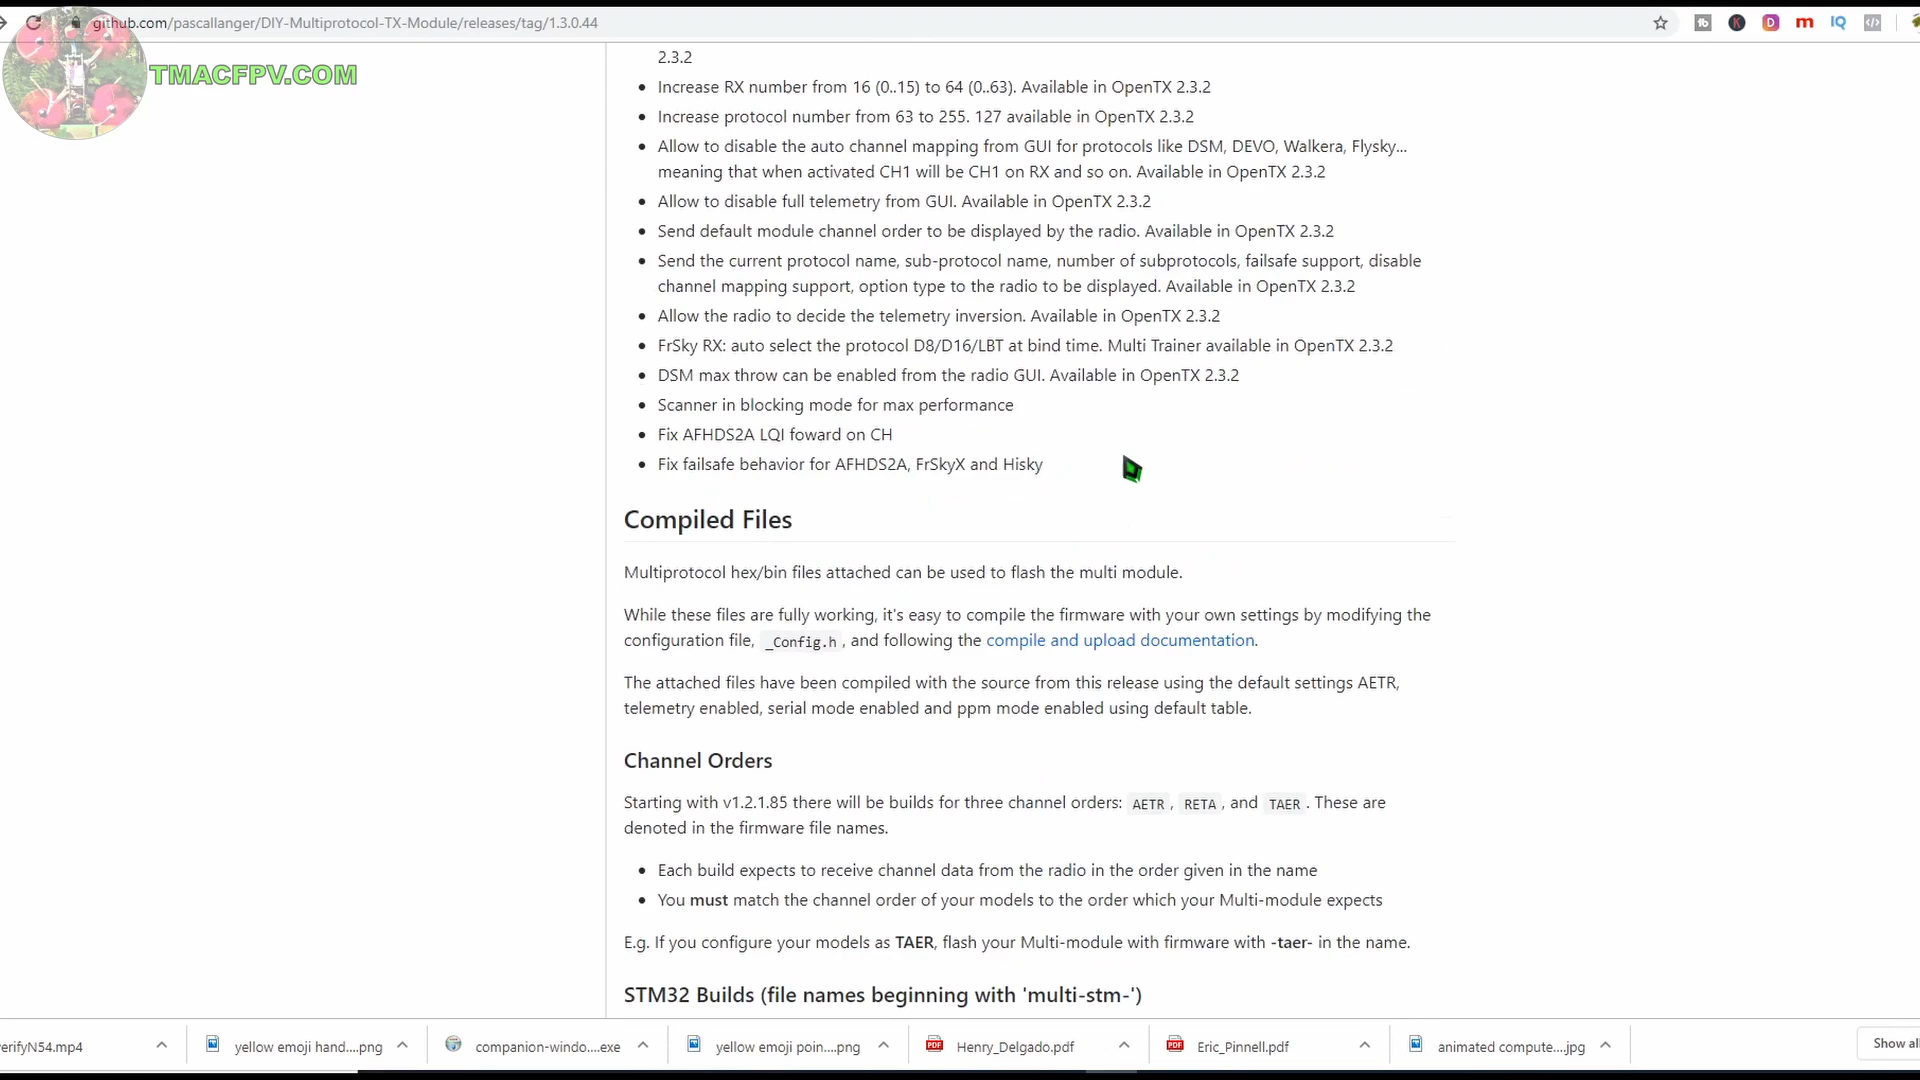 github.com/pascallanger/DIY-Multiprotocol-TX-Module/releases/tag/1.3.0.44
TMACFPV.COM
2.3.2
Increase RX number from 16 (0..15) to 64 (0..63). Available in OpenTX 2.3.2
Increase protocol number from 63 to 255. 127 available in OpenTX 2.3.2
Allow to disable the auto channel mapping from GUI for protocols like DSM, DEVO, Walkera, Flysky...
meaning that when activated CH1 will be CH1 on RX and so on. Available in OpenTX 2.3.2
Allow to disable full telemetry from GUI. Available in OpenTX 2.3.2
Send default module channel order to be displayed by the radio. Available in OpenTX 2.3.2
Send the current protocol name, sub-protocol name, number of subprotocols, failsafe support, disable
channel mapping support, option type to the radio to be displayed. Available in OpenTX 2.3.2
Allow the radio to decide the telemetry inversion. Available in OpenTX 2.3.2
FrSky RX: auto select the protocol D8/D16/LBT at bind time. Multi Trainer available in OpenTX 2.3.2
DSM max throw can be enabled from the radio GUI. Available in OpenTX 2.3.2
Scanner in blocking mode for max performance
Fix AFHDS2A LQI foward on CH
Fix failsafe behavior for AFHDS2A, FrSkyX and Hisky
Compiled Files
Multiprotocol hex/bin files attached can be used to flash the multi module.
While these files are fully working, it's easy to compile the firmware with your own settings by modifying the
configuration file, _Config.h, and following the compile and upload documentation.
The attached files have been compiled with the source from this release using the default settings AETR,
telemetry enabled, serial mode enabled and ppm mode enabled using default table.
Channel Orders
Starting with v1.2.1.85 there will be builds for three channel orders: AETR, RETA, and TAER. These are
denoted in the firmware file names.
Each build expects to receive channel data from the radio in the order given in the name
You must match the channel order of your models to the order which your Multi-module expects
E.g. If you configure your models as TAER, flash your Multi-module with firmware with -taer- in the name.
STM32 Builds (file names beginning with 'multi-stm-')
erifyN54.mp4
yellow emoji hand....png
companion-windo....exe
yellow emoji poin....png
Henry_Delgado.pdf
Eric_Pinnell.pdf
animated compute....jpg
Show al